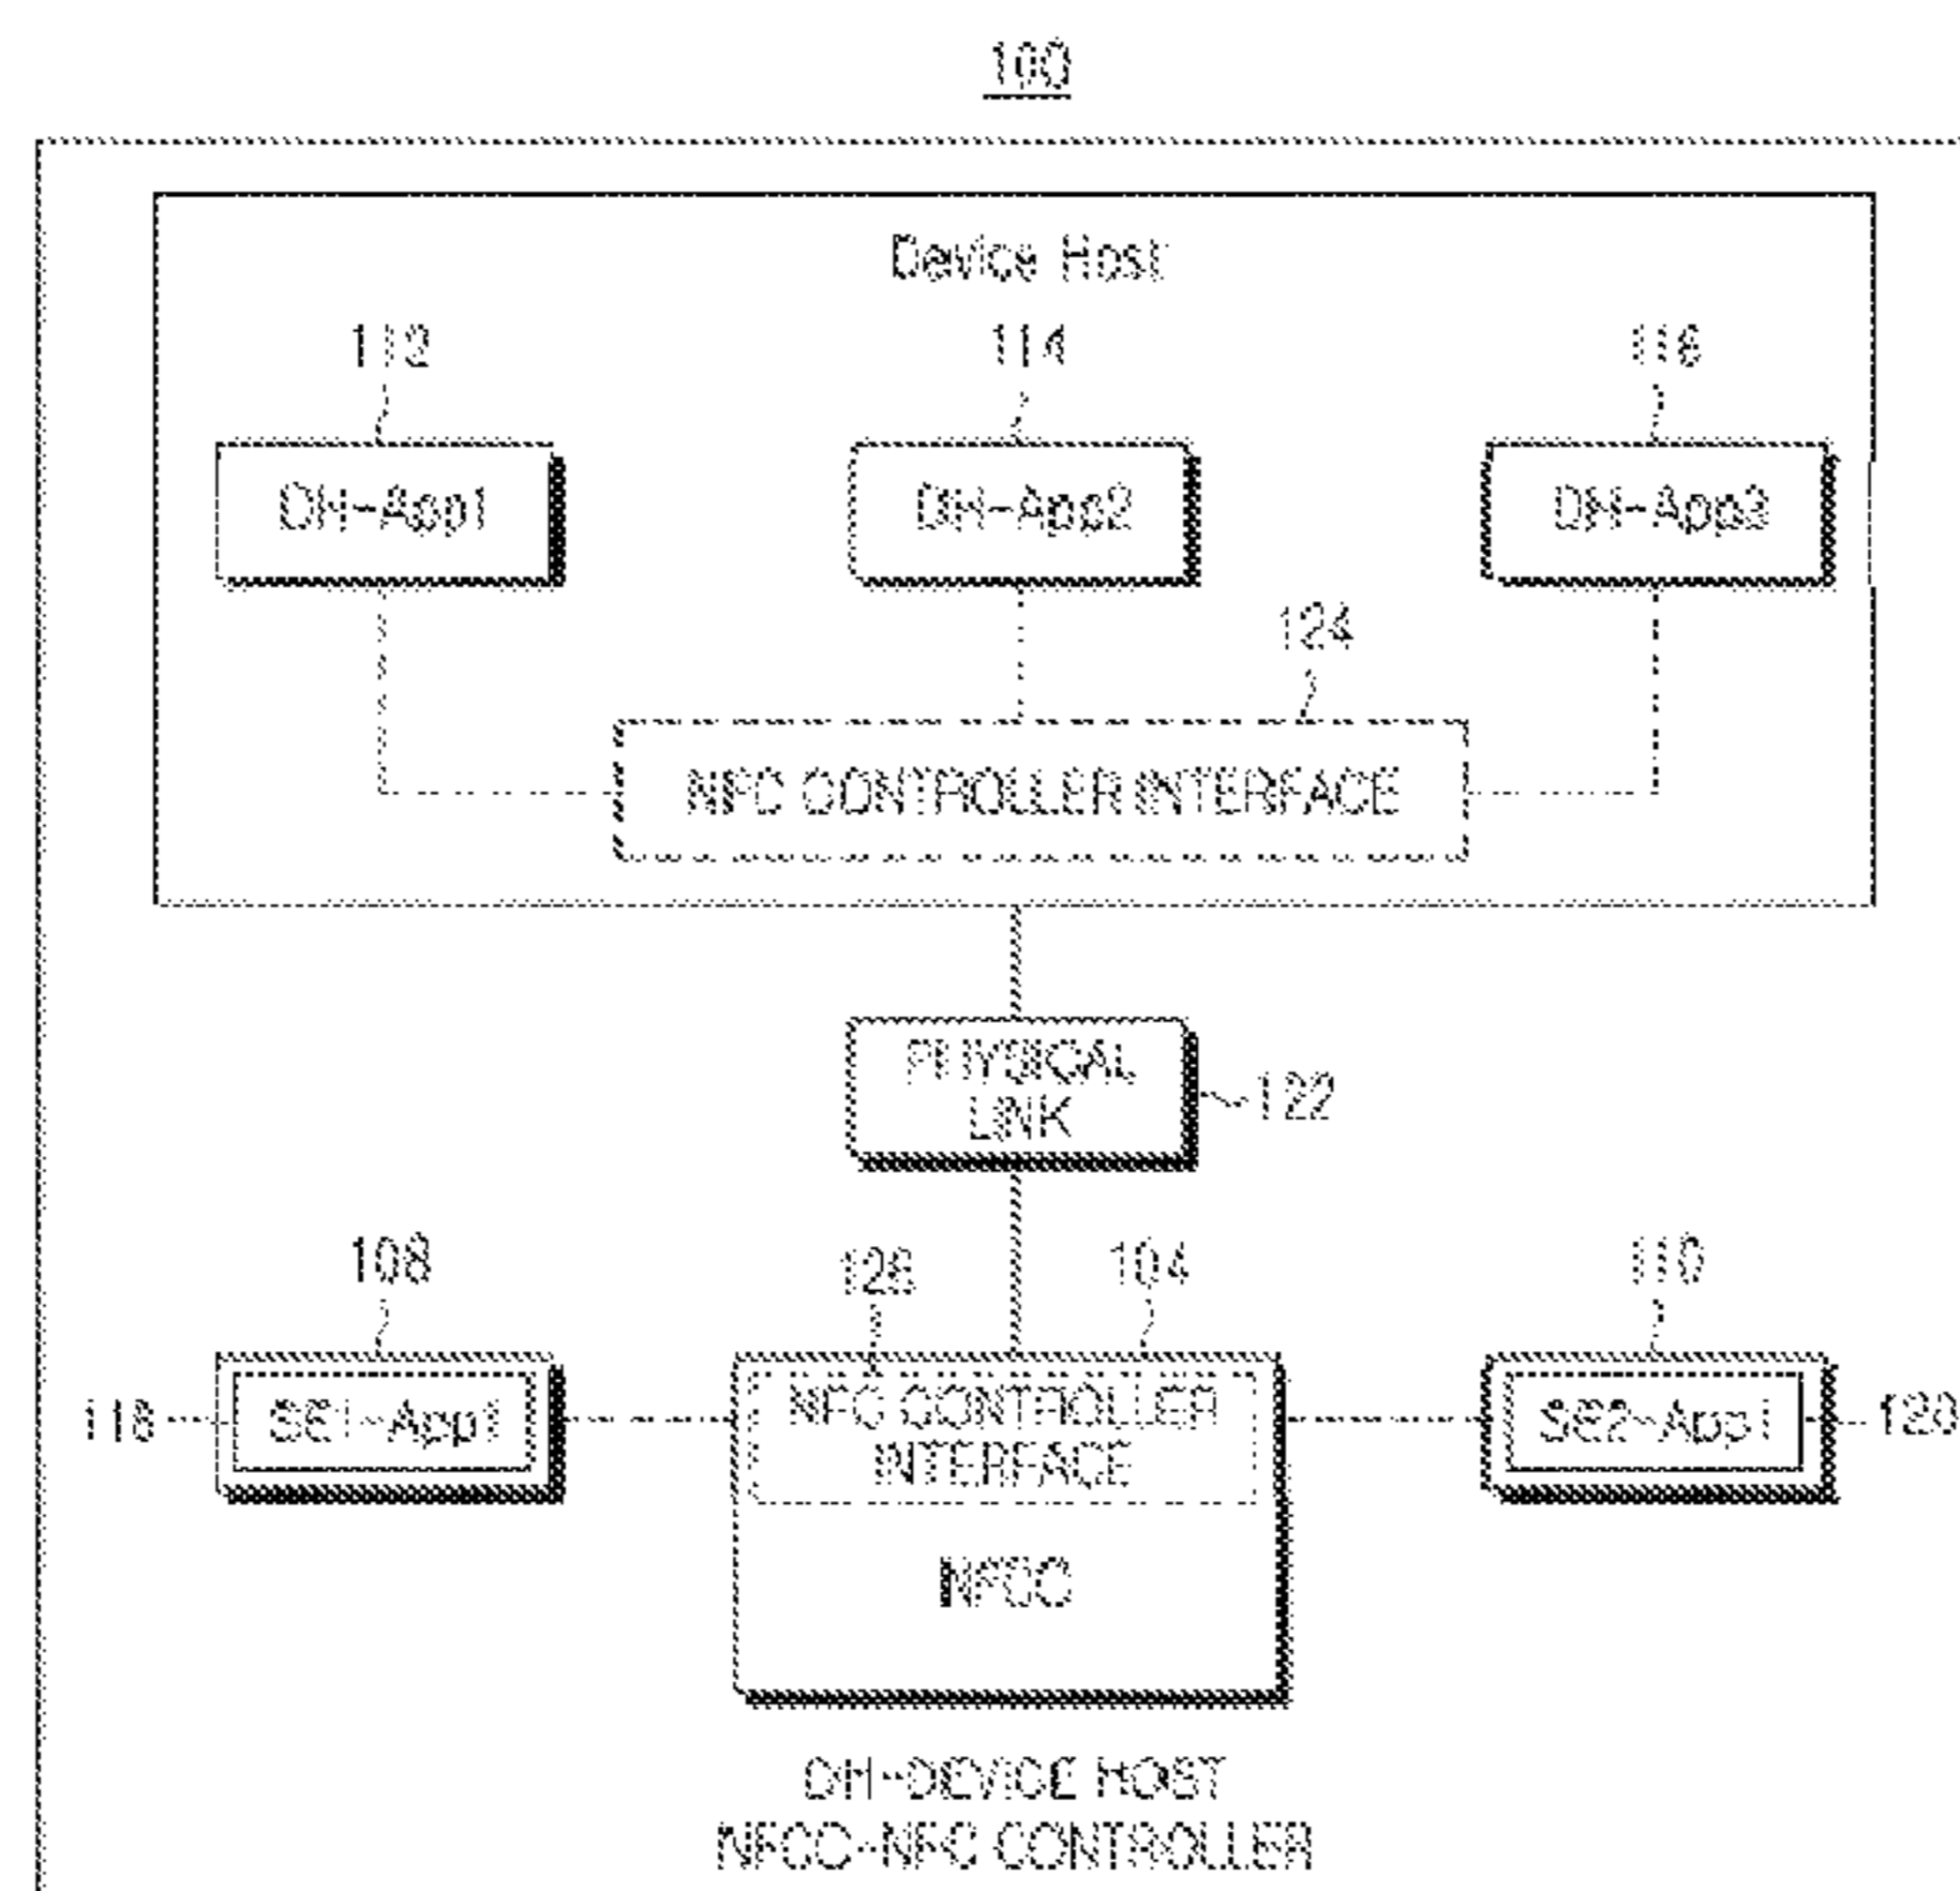 100
Device Host
112
114
116
DH-App1
DH-App2
DH-App3
124
NFC CONTROLLER INTERFACE
PHYSICAL
LINK
122
108
126
104
110
118
SE1-App1
NFC CONTROLLER
INTERFACE
SE2-App1
120
NFCC
DH-DEVICE HOST
NFCC-NFC CONTROLLER